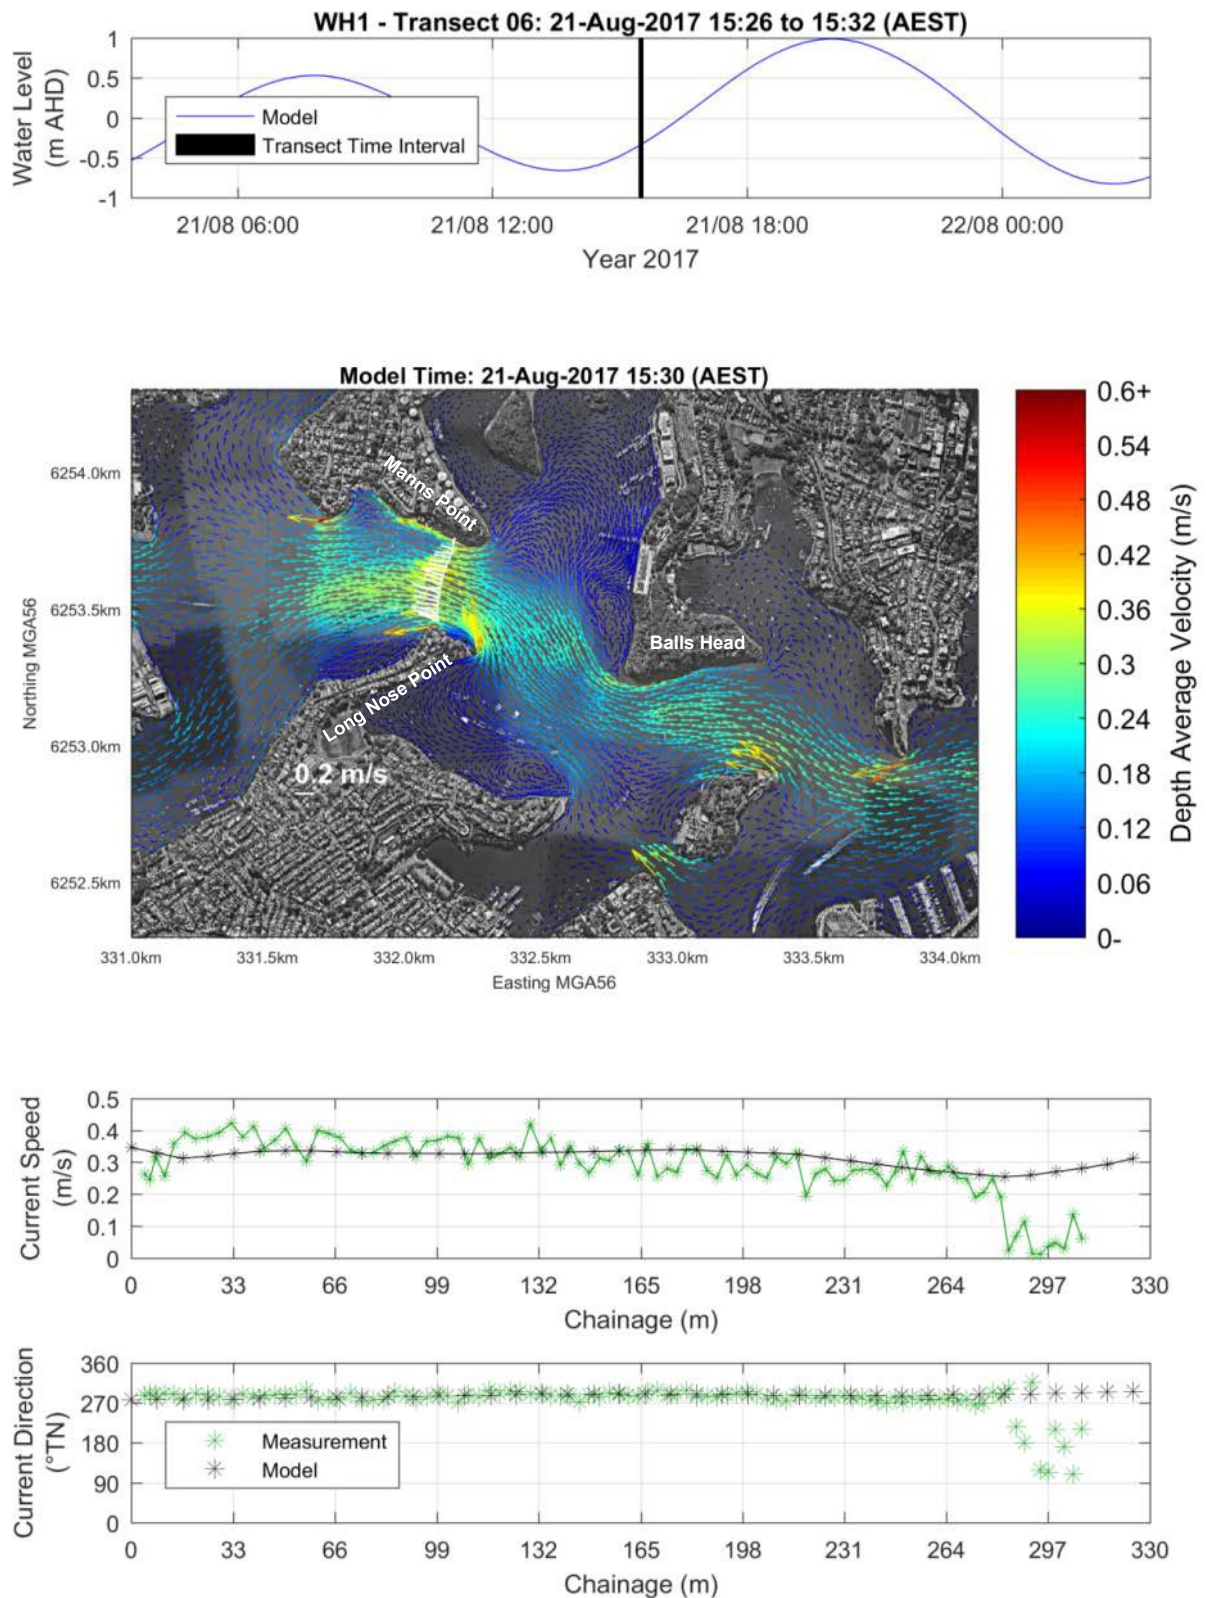 WH1 - Transect 06: 21-Aug-2017 15:26 to 15:32 (AEST)
Water Level
(m AHD)
1
0.5
0
-0.5
-1
Model
Transect Time Interval
21/08 06:00 21/08 12:00 21/08 18:00 22/08 00:00
Year 2017
Model Time: 21-Aug-2017 15:30 (AEST)
Northing MGA56
6254.0km
6253.5km
6253.0km
6252.5km
Manns Point
Balls Head
Long Nose Point
0.2 m/s
331.0km 331.5km 332.0km 332.5km 333.0km 333.5km 334.0km
Easting MGA56
0.6+
0.54
0.48
0.42
0.36
0.3
0.24
0.18
0.12
0.06
0-
Depth Average Velocity (m/s)
Current Speed
(m/s)
0.5
0.4
0.3
0.2
0.1
0
0 33 66 99 132 165 198 231 264 297 330
Chainage (m)
Current Direction
(°TN)
360
270
180
90
0
Measurement
Model
0 33 66 99 132 165 198 231 264 297 330
Chainage (m)